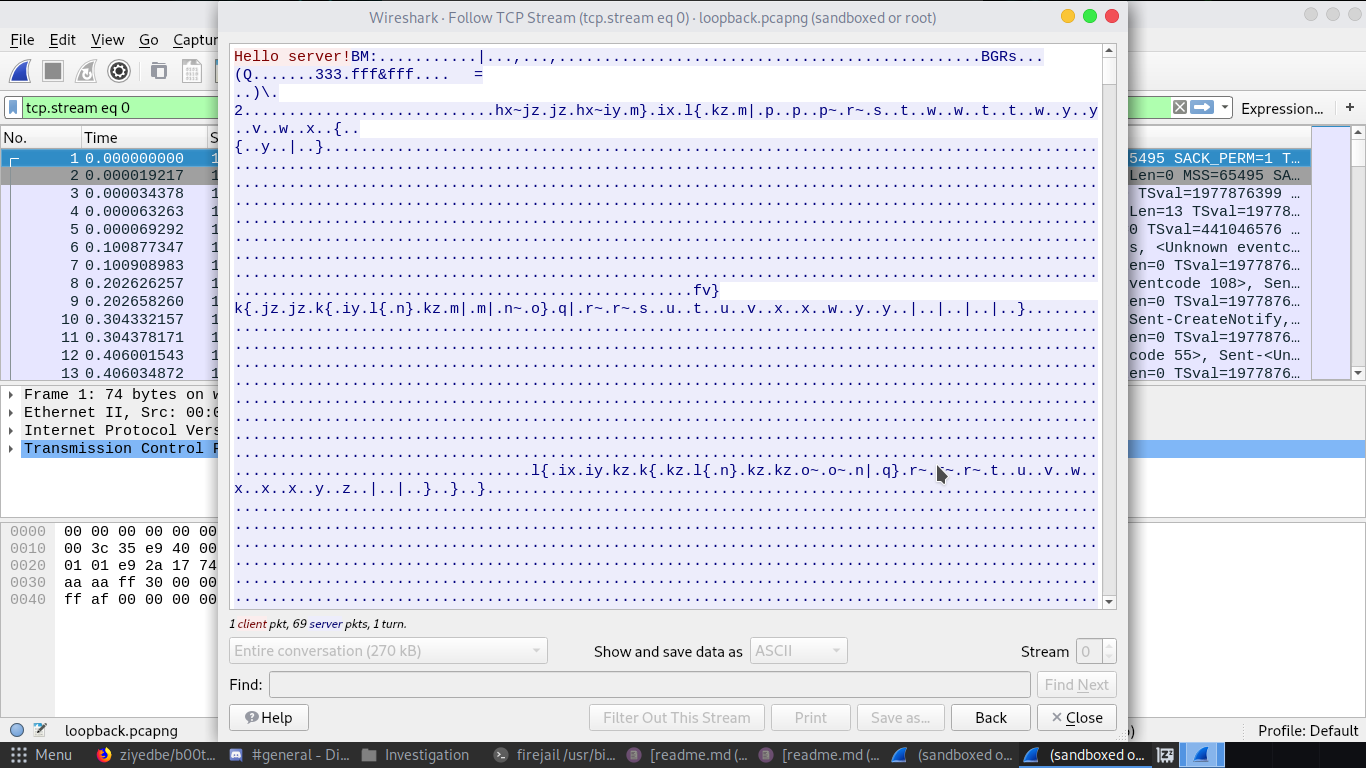 Wireshark · Follow TCP Stream (tcp.stream eq 0) · loopback.pcapng (sandboxed or root)
File Edit View Go Captur
tcp.stream eq 0
Expression… +
No. Time S
1 0.000000000 1
2 0.000019217 1
3 0.000034378 1
4 0.000063263 1
5 0.000069292 1
6 0.100877347 1
7 0.100908983 1
8 0.202626257 1
9 0.202658260 1
10 0.304332157 1
11 0.304378171 1
12 0.406001543 1
13 0.406034872 1
5495 SACK_PERM=1 T…
Len=0 MSS=65495 SA…
TSval=1977876399 …
Len=13 TSval=19778…
0 TSval=441046576 …
s, <Unknown eventc…
en=0 TSval=1977876…
ventcode 108>, Sen…
en=0 TSval=1977876…
Sent-CreateNotify,…
en=0 TSval=1977876…
code 55>, Sent-<Un…
en=0 TSval=1977876…
Frame 1: 74 bytes on w
Ethernet II, Src: 00:0
Internet Protocol Vers
Transmission Control P
0000 00 00 00 00 00 00
0010 00 3c 35 e9 40 00
0020 01 01 e9 2a 17 74
0030 aa aa ff 30 00 00
0040 ff af 00 00 00 00
Hello server!BM:..........|...,...,..............................................BGRs...
(Q.......333.fff&fff.... =
..)\.
2...........................hx~jz.jz.hx~iy.m}.ix.l{.kz.m|.p..p..p~.r~.s..t..w..w..t..t..w..y..y
..v..w..x..{..
{..y..|..}
fv}
k{.jz.jz.k{.iy.l{.n}.kz.m|.m|.n~.o}.q|.r~.r~.s..u..t..u..v..x..x..w..y..y..|..|..|..|..}........
l{.ix.iy.kz.k{.kz.l{.n}.kz.kz.o~.o~.n|.q}.r~.r~.r~.t..u..v..w..
x..x..x..y..z..|..|..}..}..}
1 client pkt, 69 server pkts, 1 turn.
Entire conversation (270 kB) Show and save data as ASCII Stream 0
Find: Find Next
Help Filter Out This Stream Print Save as… Back Close
loopback.pcapng Profile: Default
Menu ziyedbe/b00t… #general - Di… Investigation firejail /usr/bi… [readme.md (… [readme.md (… (sandboxed o… (sandboxed o…